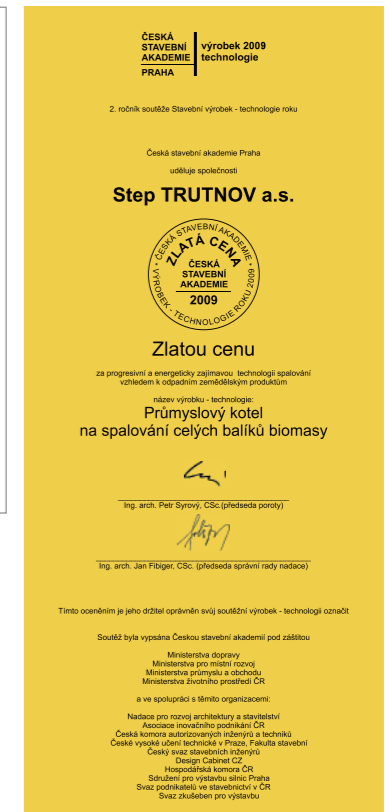 ČESKÁ
STAVEBNÍ
AKADEMIE
PRAHA
výrobek 2009
technologie
2. ročník soutěže Stavební výrobek - technologie roku
Česká stavební akademie Praha
uděluje společnosti
Step TRUTNOV a.s.
• ČESKÁ STAVEBNÍ AKADEMIE •
VÝROBEK - TECHNOLOGIE ROKU 2009
ZLATÁ CENA
ČESKÁ
STAVEBNÍ
AKADEMIE
2009
Zlatou cenu
za progresivní a energeticky zajímavou technologii spalování
vzhledem k odpadním zemědělským produktům
název výrobku - technologie:
Průmyslový kotel
na spalování celých balíků biomasy
Ing. arch. Petr Syrový, CSc.(předseda poroty)
Ing. arch. Jan Fibiger, CSc. (předseda správní rady nadace)
Tímto oceněním je jeho držitel oprávněn svůj soutěžní výrobek - technologii označit
Soutěž byla vypsána Českou stavební akademií pod záštitou
Ministerstva dopravy
Ministerstva pro místní rozvoj
Ministerstva průmyslu a obchodu
Ministerstva životního prostředí ČR
a ve spolupráci s těmito organizacemi:
Nadace pro rozvoj architektury a stavitelství
Asociace inovačního podnikání ČR
Česká komora autorizovaných inženýrů a techniků
České vysoké učení technické v Praze, Fakulta stavební
Český svaz stavebních inženýrů
Design Cabinet CZ
Hospodářská komora ČR
Sdružení pro výstavbu silnic Praha
Svaz podnikatelů ve stavebnictví v ČR
Svaz zkušeben pro výstavbu